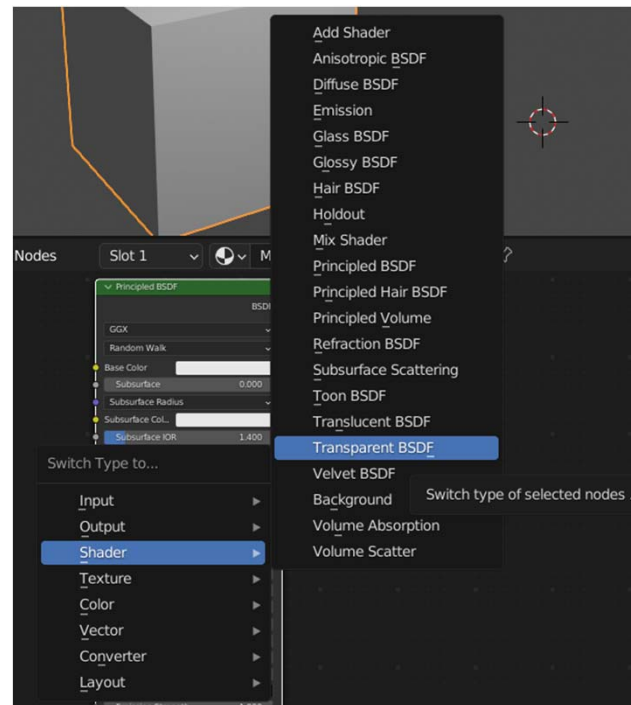 Add Shader
Anisotropic BSDF
Diffuse BSDF
Emission
Glass BSDF
Glossy BSDF
Hair BSDF
Holdout
Mix Shader
Principled BSDF
Principled Hair BSDF
Principled Volume
Refraction BSDF
Subsurface Scattering
Toon BSDF
Translucent BSDF
Transparent BSDF
Velvet BSDF
Background
Volume Absorption
Volume Scatter
Switch type of selected nodes .
Nodes Slot 1 M
Principled BSDF
BSDF
GGX
Random Walk
Base Color
Subsurface 0.000
Subsurface Radius
Subsurface Col...
Subsurface IOR 1.400
Switch Type to...
Input
Output
Shader
Texture
Color
Vector
Converter
Layout